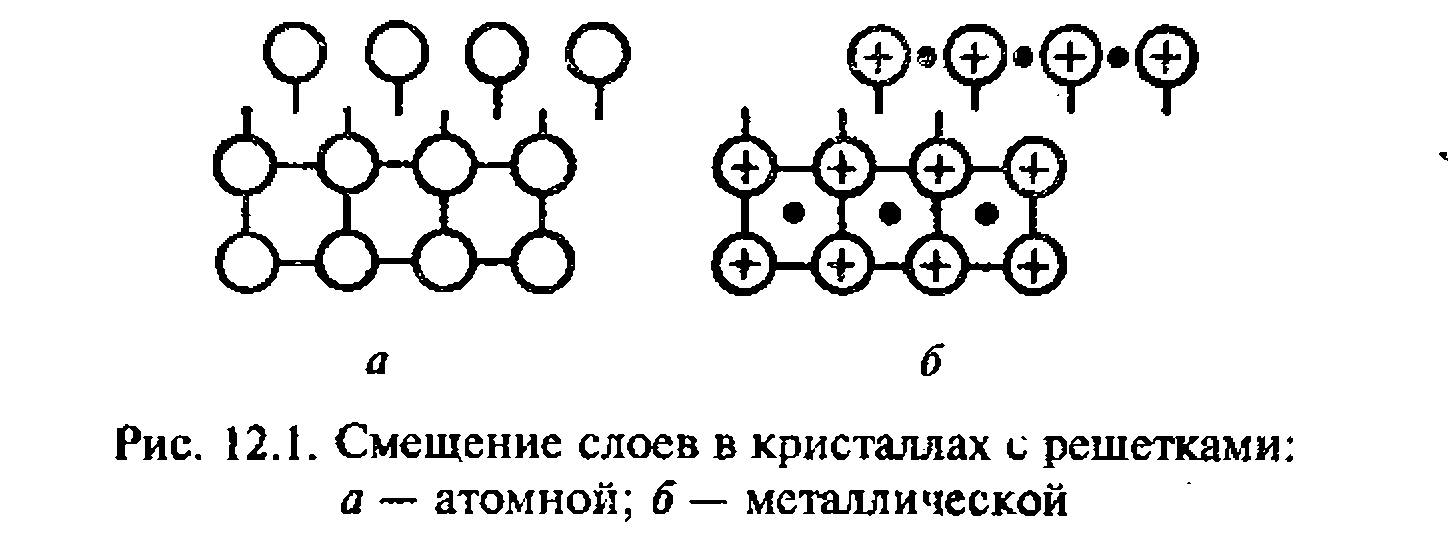 а б
Рис. 12.1. Смещение слоев в кристаллах с решетками:
а — атомной; б — металлической